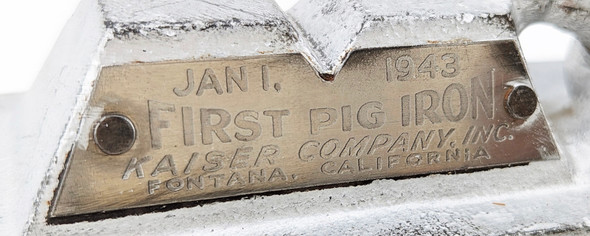 JAN 1. 1943
FIRST PIG IRON
KAISER COMPANY, INC.
FONTANA, CALIFORNIA